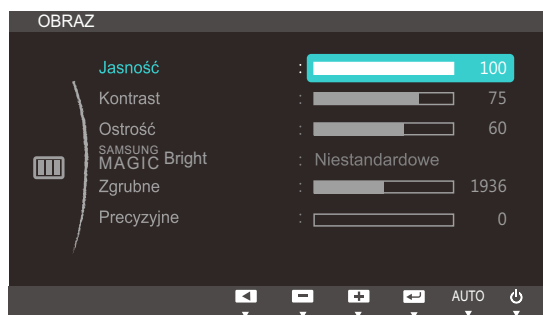 OBRAZ
Jasność : 100
Kontrast : 75
Ostrość : 60
SAMSUNG MAGIC Bright : Niestandardowe
Zgrubne : 1936
Precyzyjne : 0
AUTO